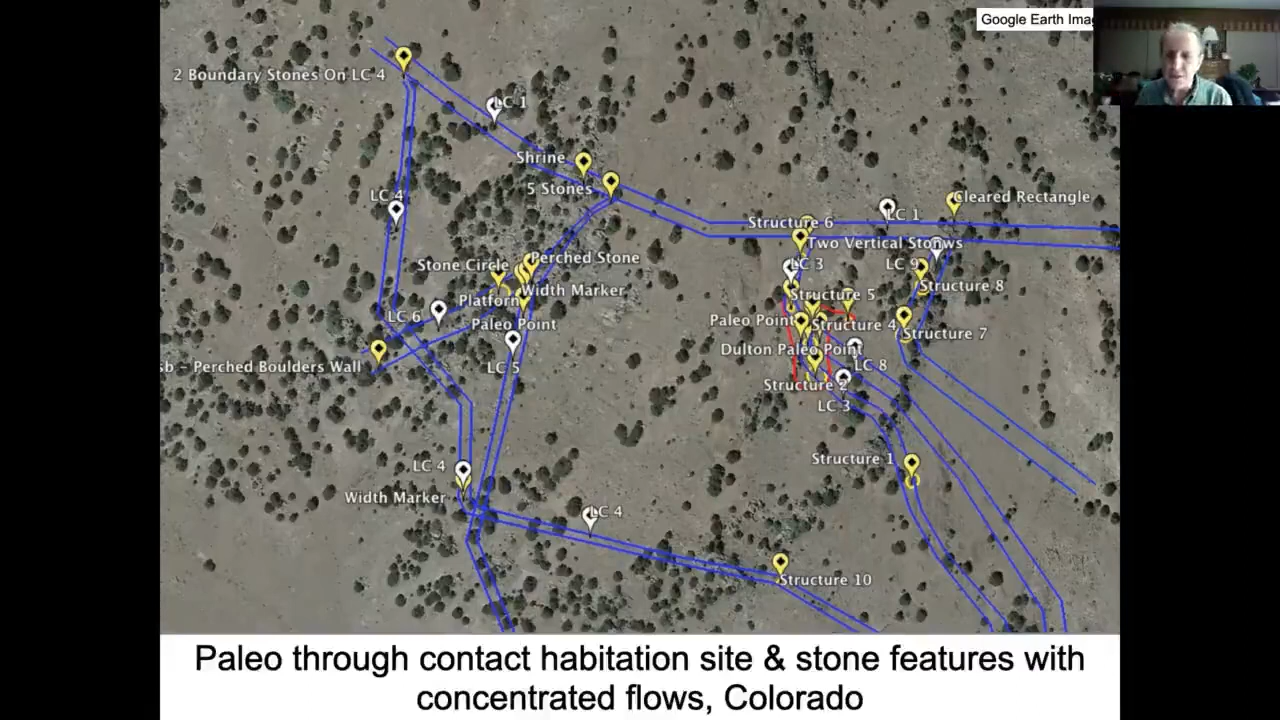 Google Earth Ima
2 Boundary Stones On LC 4
LC 1
Shrine
5 Stones
LC 4
Cleared Rectangle
LC 1
Structure 6
Two Vertical Stones
LC 3
LC 9
Stone Circle
Perched Stone
Structure 8
Width Marker
Structure 5
Platform
LC 6
Paleo Point
Paleo Point
Structure 4
Structure 7
Dulton Paleo Point
sb - Perched Boulders Wall
LC 5
LC 8
Structure 2
LC 3
Structure 1
LC 4
Width Marker
LC 4
Structure 10
Paleo through contact habitation site & stone features with
concentrated flows, Colorado